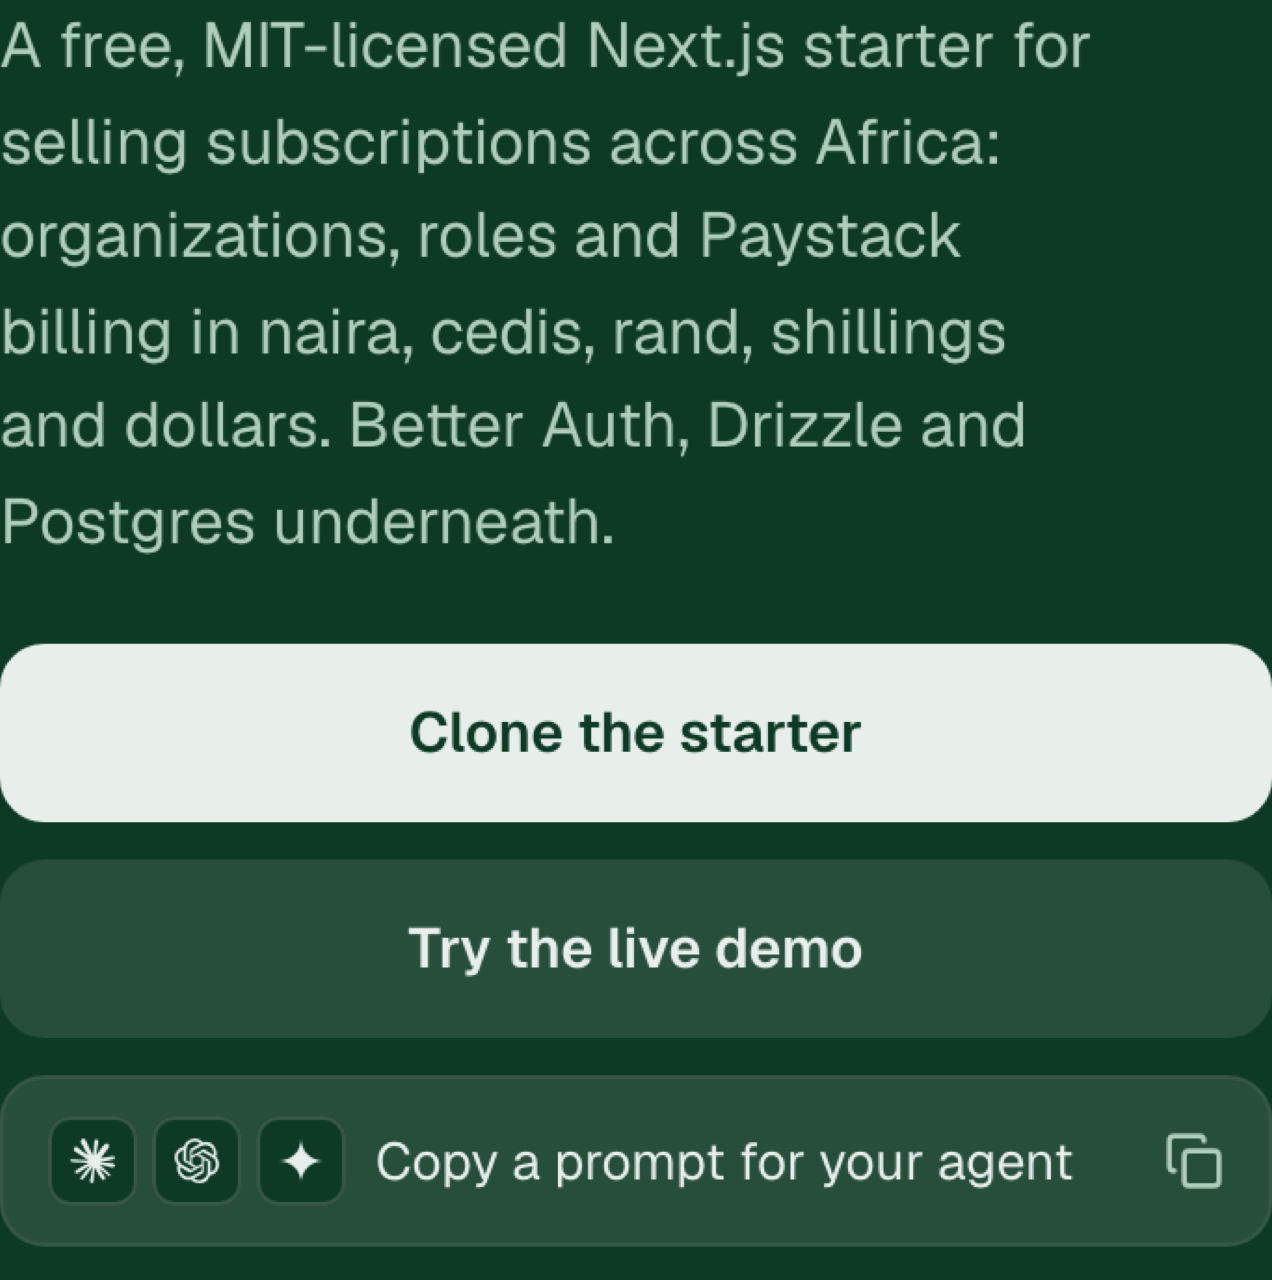 A free, MIT-licensed Next.js starter for
selling subscriptions across Africa:
organizations, roles and Paystack
billing in naira, cedis, rand, shillings
and dollars. Better Auth, Drizzle and
Postgres underneath.
Clone the starter
Try the live demo
Copy a prompt for your agent